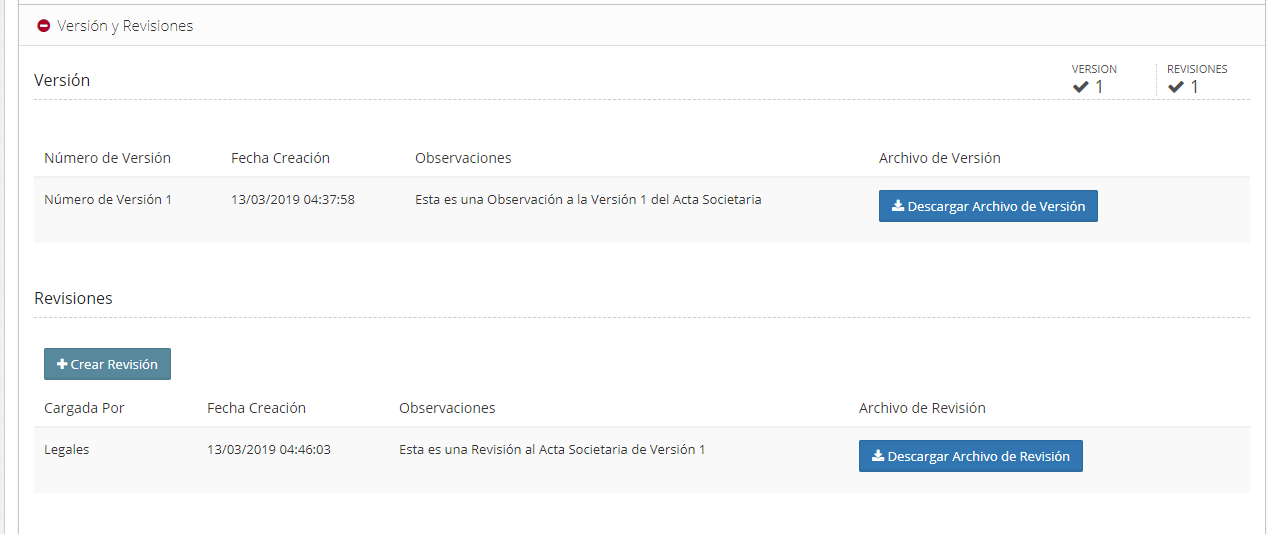 Versión y Revisiones
Versión
VERSION
1
REVISIONES
1
Número de Versión Fecha Creación Observaciones Archivo de Versión
Número de Versión 1 13/03/2019 04:37:58 Esta es una Observación a la Versión 1 del Acta Societaria Descargar Archivo de Versión
Revisiones
Crear Revisión
Cargada Por Fecha Creación Observaciones Archivo de Revisión
Legales 13/03/2019 04:46:03 Esta es una Revisión al Acta Societaria de Versión 1 Descargar Archivo de Revisión